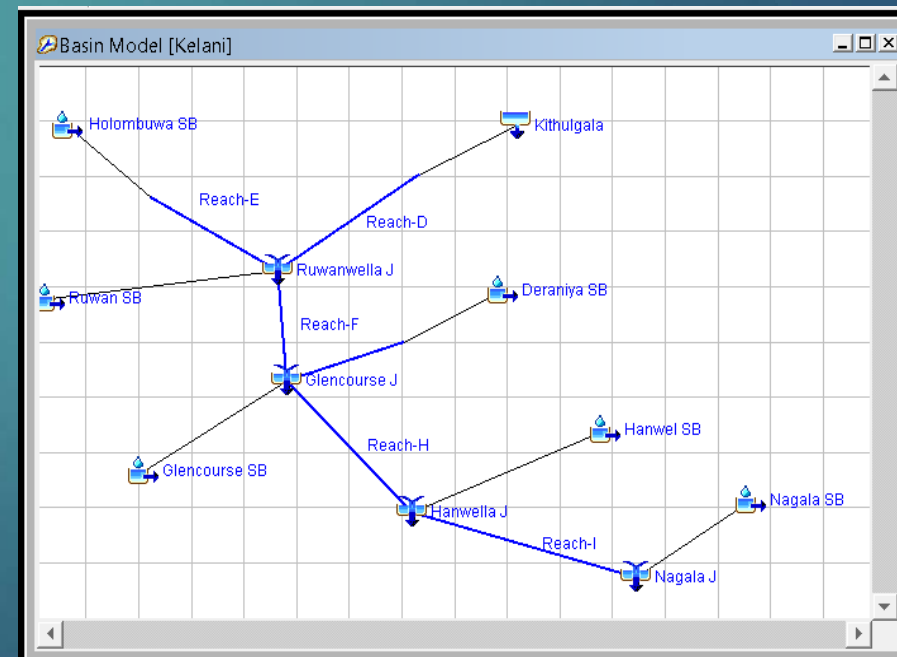 Basin Model [Kelani]
Holombuwa SB
Kithulgala
Reach-E
Reach-D
Ruwanwella J
Ruwan SB
Deraniya SB
Reach-F
Glencourse J
Hanwel SB
Reach-H
Glencourse SB
Nagala SB
Hanwella J
Reach-I
Nagala J